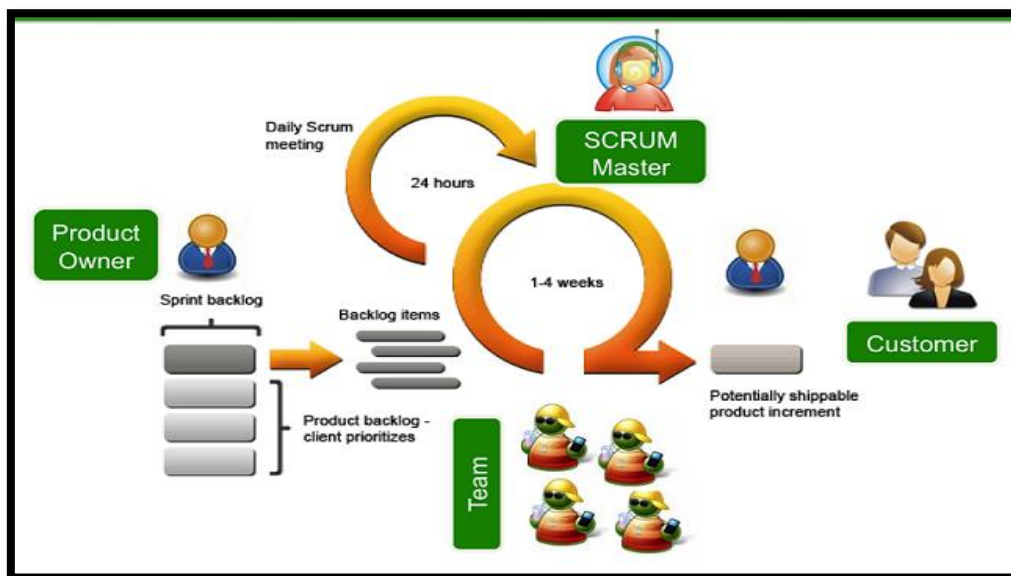 SCRUM
Master
Daily Scrum
meeting
24 hours
Product
Owner
Sprint backlog
1-4 weeks
Backlog items
Customer
Potentially shippable
product increment
Product backlog -
client prioritizes
Team